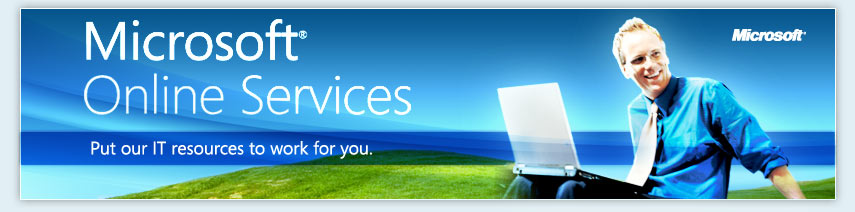 Microsoft®
Online Services
Put our IT resources to work for you.
Microsoft®